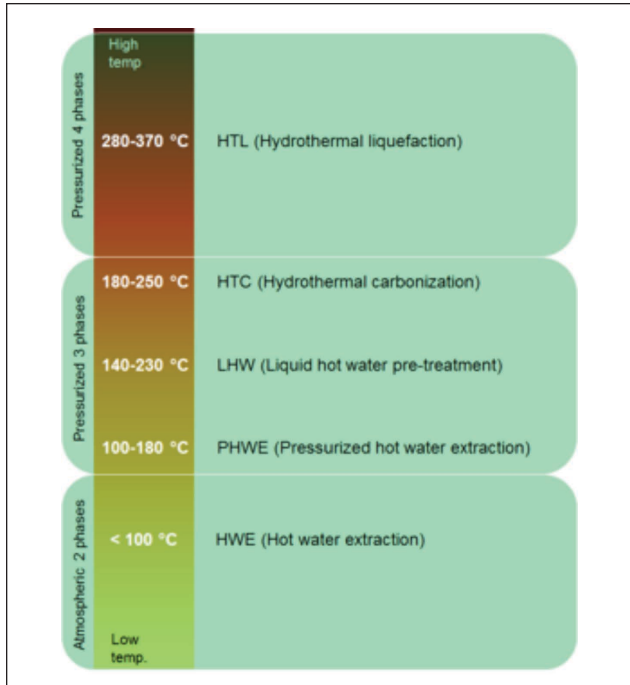 High
temp
Pressurized 4 phases
280-370 °C HTL (Hydrothermal liquefaction)
Pressurized 3 phases
180-250 °C HTC (Hydrothermal carbonization)
140-230 °C LHW (Liquid hot water pre-treatment)
100-180 °C PHWE (Pressurized hot water extraction)
Atmospheric 2 phases
< 100 °C HWE (Hot water extraction)
Low
temp.